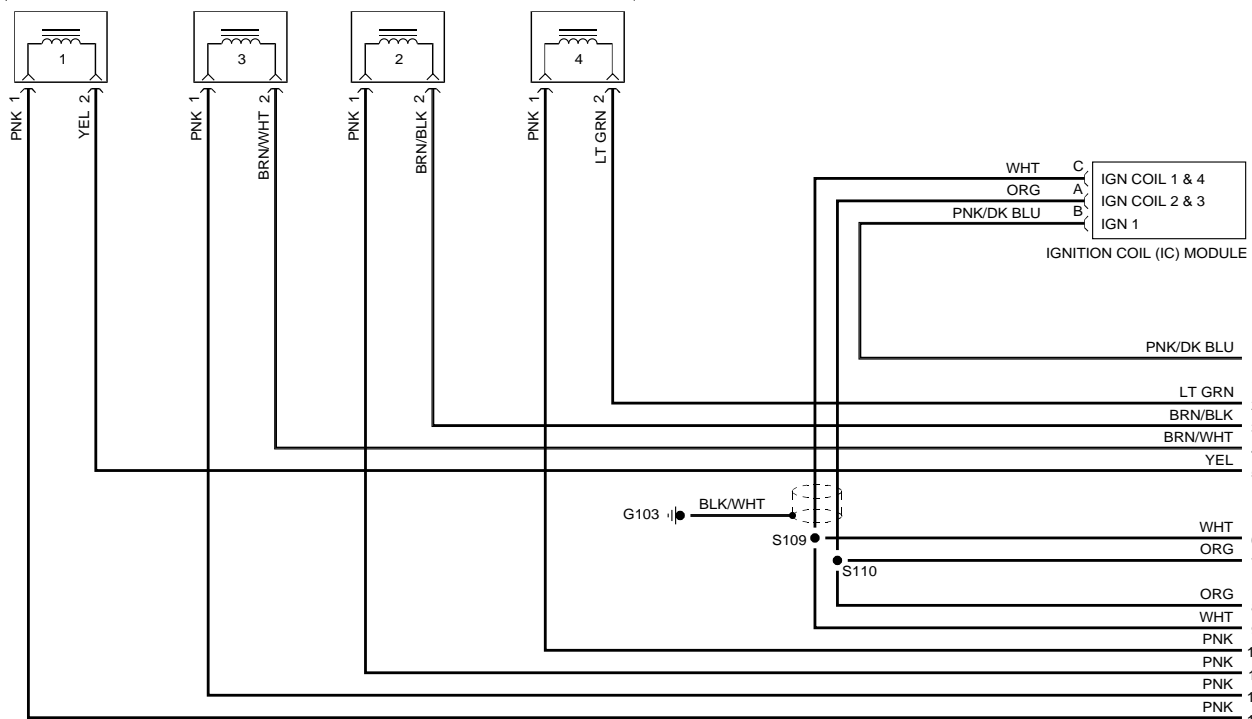 1
3
2
4
PNK 1
YEL 2
PNK 1
BRN/WHT 2
PNK 1
BRN/BLK 2
PNK 1
LT GRN 2
WHT C IGN COIL 1 & 4
ORG A IGN COIL 2 & 3
PNK/DK BLU B IGN 1
IGNITION COIL (IC) MODULE
PNK/DK BLU
LT GRN
BRN/BLK
BRN/WHT
YEL
G103 BLK/WHT
S109 WHT
ORG
S110
ORG
WHT
PNK
PNK
PNK
PNK